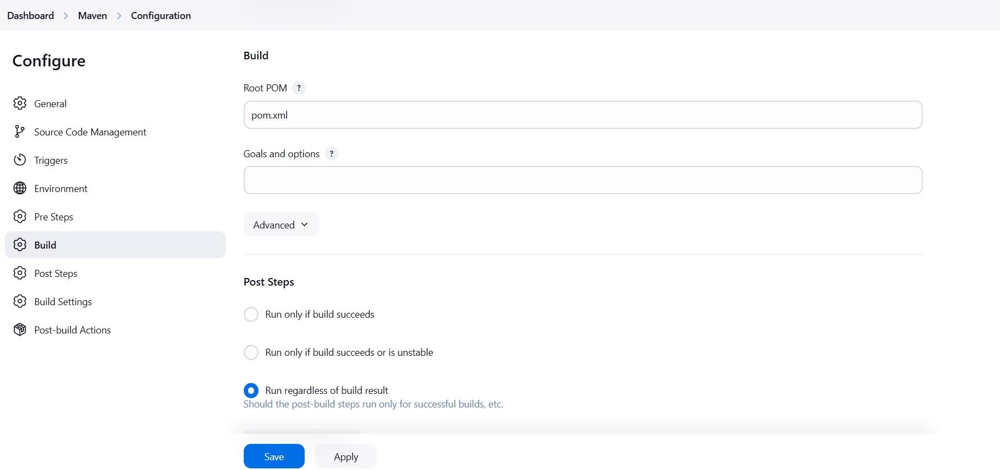 Dashboard > Maven > Configuration
Configure
General
Source Code Management
Triggers
Environment
Pre Steps
Build
Post Steps
Build Settings
Post-build Actions
Build
Root POM ?
pom.xml
Goals and options ?
Advanced
Post Steps
Run only if build succeeds
Run only if build succeeds or is unstable
Run regardless of build result
Should the post-build steps run only for successful builds, etc.
Save Apply